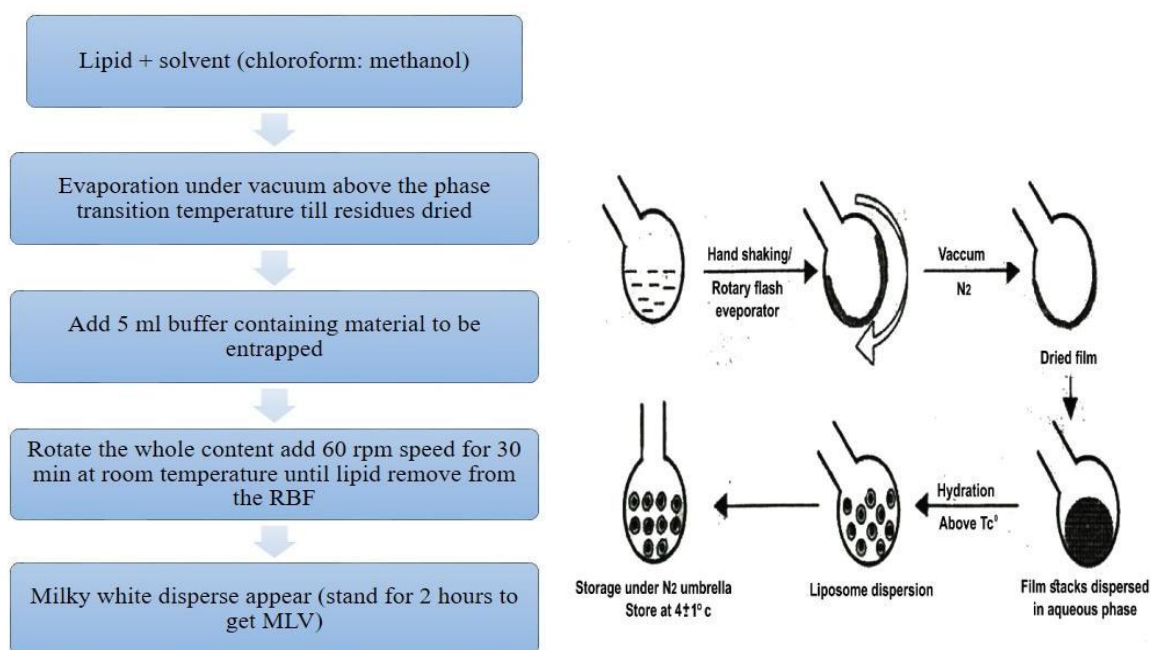 Lipid + solvent (chloroform: methanol)
Evaporation under vacuum above the phase
transition temperature till residues dried
Add 5 ml buffer containing material to be
entrapped
Rotate the whole content add 60 rpm speed for 30
min at room temperature until lipid remove from
the RBF
Milky white disperse appear (stand for 2 hours to
get MLV)
Hand shaking/
Rotary flash
evaporator
Vaccum
N2
Dried film
Film stacks dispersed
in aqueous phase
Hydration
Above Tc⁰
Liposome dispersion
Storage under N2 umbrella
Store at 4±1⁰ c